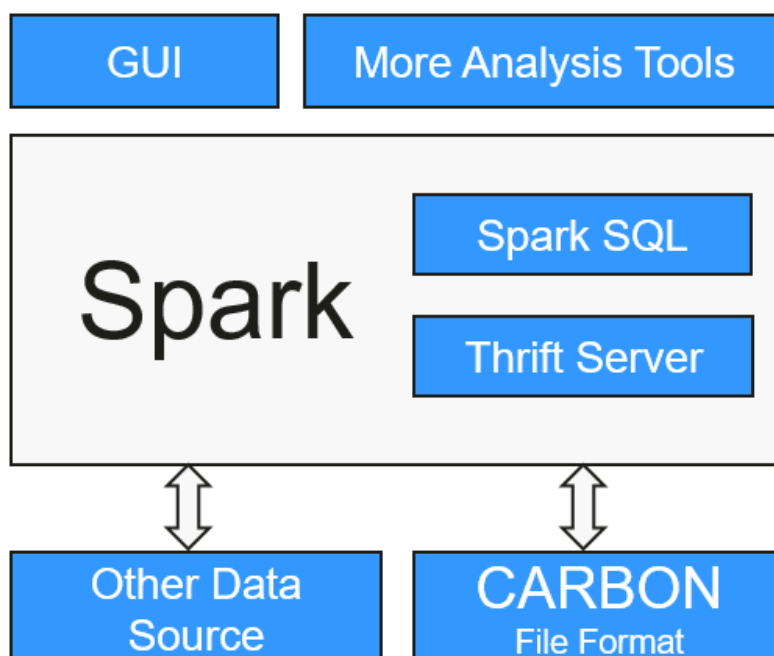 GUI
More Analysis Tools
Spark
Spark SQL
Thrift Server
Other Data
Source
CARBON
File Format